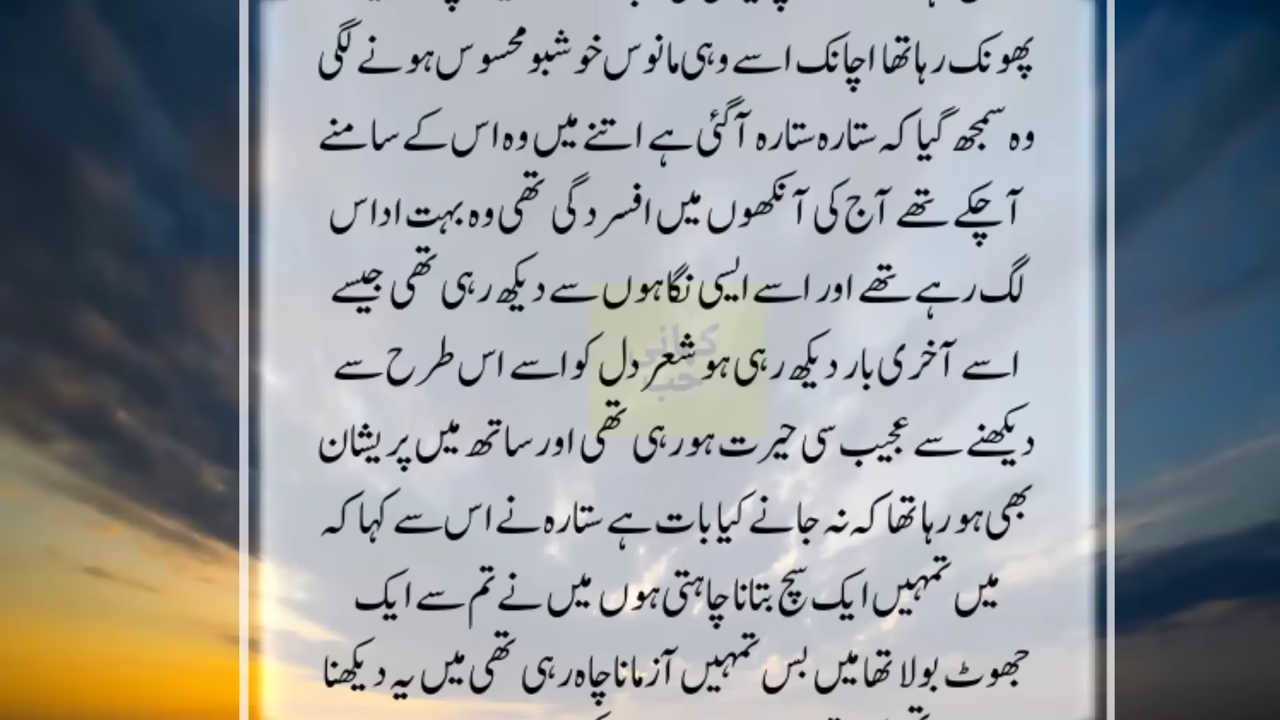 پھونک رہا تھا اچانک اسے وہی مانوس خوشبو محسوس ہونے لگی
وہ سمجھ گیا کہ ستارہ ستارہ آگئی ہے اتنے میں وہ اس کے سامنے
آ چکے تھے آج کی آنکھوں میں افسردگی تھی وہ بہت اداس
لگ رہے تھے اور اسے ایسی نگاہوں سے دیکھ رہی تھی جیسے
اسے آخری بار دیکھ رہی ہو شعر دل کو اسے اس طرح سے
دیکھنے سے عجیب سی حیرت ہو رہی تھی اور ساتھ میں پریشان
بھی ہو رہا تھا کہ نہ جانے کیا بات ہے ستارہ نے اس سے کہا کہ
میں تمہیں ایک سچ بتانا چاہتی ہوں میں نے تم سے ایک
جھوٹ بولا تھا میں بس تمہیں آزمانا چاہ رہی تھی میں یہ دیکھنا
کہانی
حب